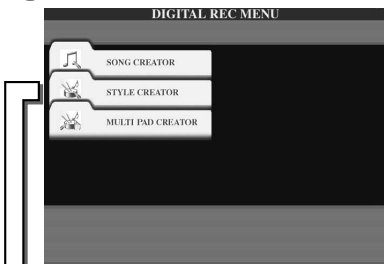 DIGITAL REC MENU
SONG CREATOR
STYLE CREATOR
MULTI PAD CREATOR